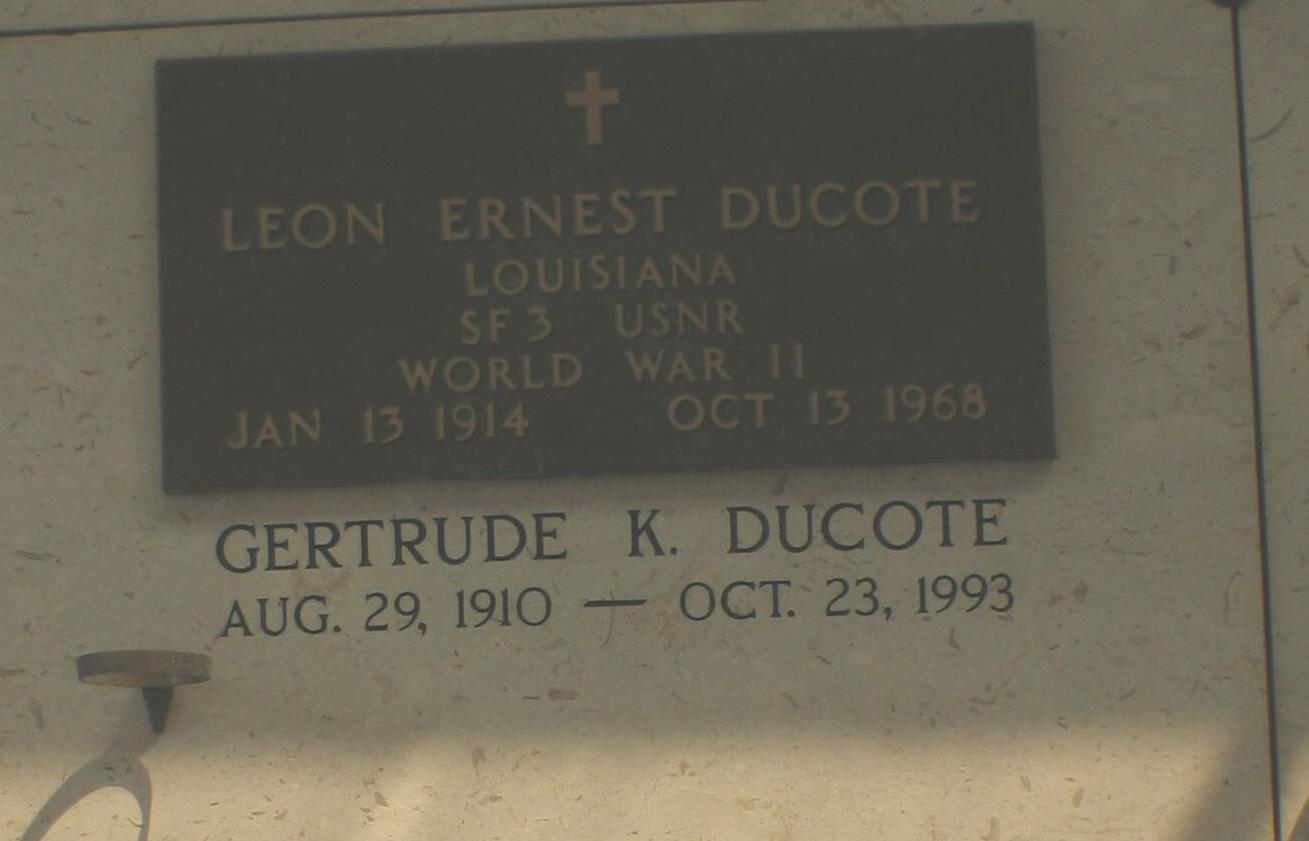 LEON ERNEST DUCOTE
LOUISIANA
SF3 USNR
WORLD WAR II
JAN 13 1914 OCT 13 1968
GERTRUDE K. DUCOTE
AUG. 29, 1910 — OCT. 23, 1993